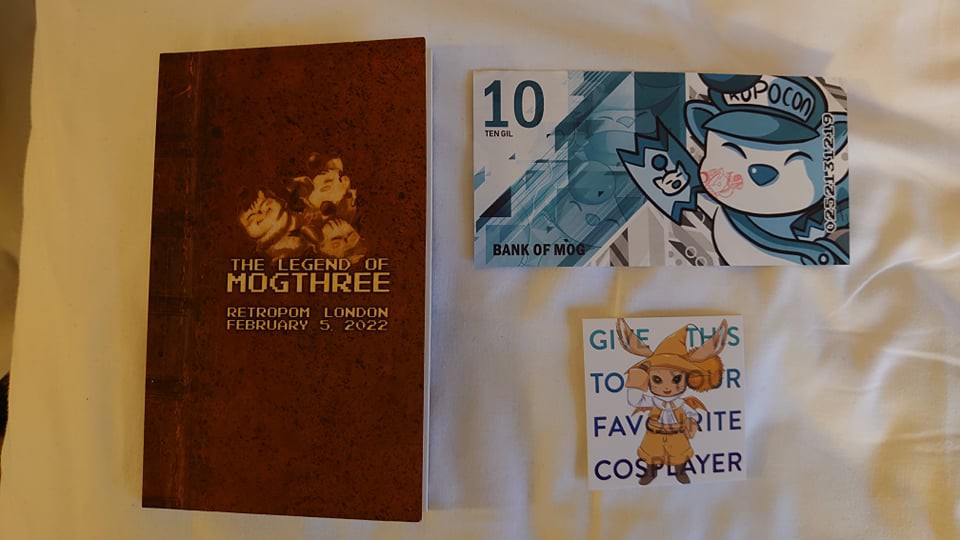 THE LEGEND OF
MOGTHREE
RETROPOM LONDON
FEBRUARY 5, 2022
10
TEN GIL
KUPOCON
0252131219
BANK OF MOG
GIVE THIS
TO YOUR
FAVOURITE
COSPLAYER